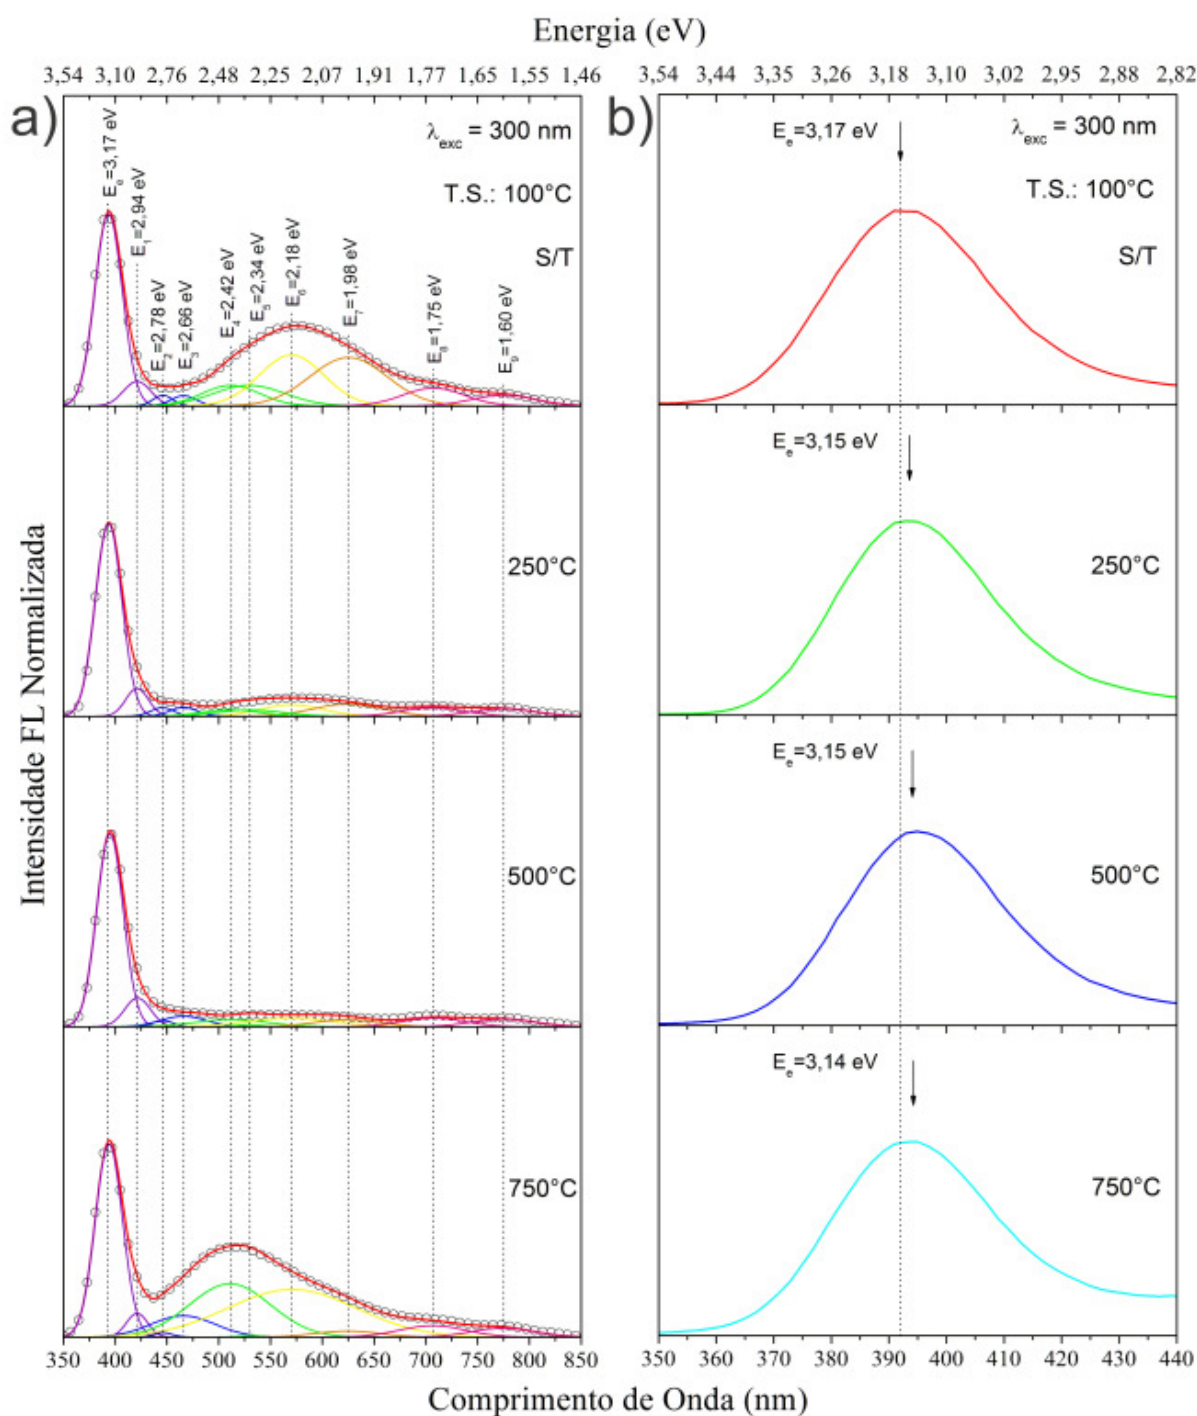 Energia (eV)
3,54 3,10 2,76 2,48 2,25 2,07 1,91 1,77 1,65 1,55 1,46
3,54 3,44 3,35 3,26 3,18 3,10 3,02 2,95 2,88 2,82
a)
λexc = 300 nm
T.S.: 100°C
S/T
Ee=3,17 eV
E1=2,94 eV
E2=2,78 eV
E3=2,66 eV
E4=2,42 eV
E5=2,34 eV
E6=2,18 eV
E7=1,98 eV
E8=1,75 eV
E9=1,60 eV
250°C
500°C
750°C
b)
Ee=3,17 eV
λexc = 300 nm
T.S.: 100°C
S/T
Ee=3,15 eV
250°C
Ee=3,15 eV
500°C
Ee=3,14 eV
750°C
Intensidade FL Normalizada
350 400 450 500 550 600 650 700 750 800 850
350 360 370 380 390 400 410 420 430 440
Comprimento de Onda (nm)